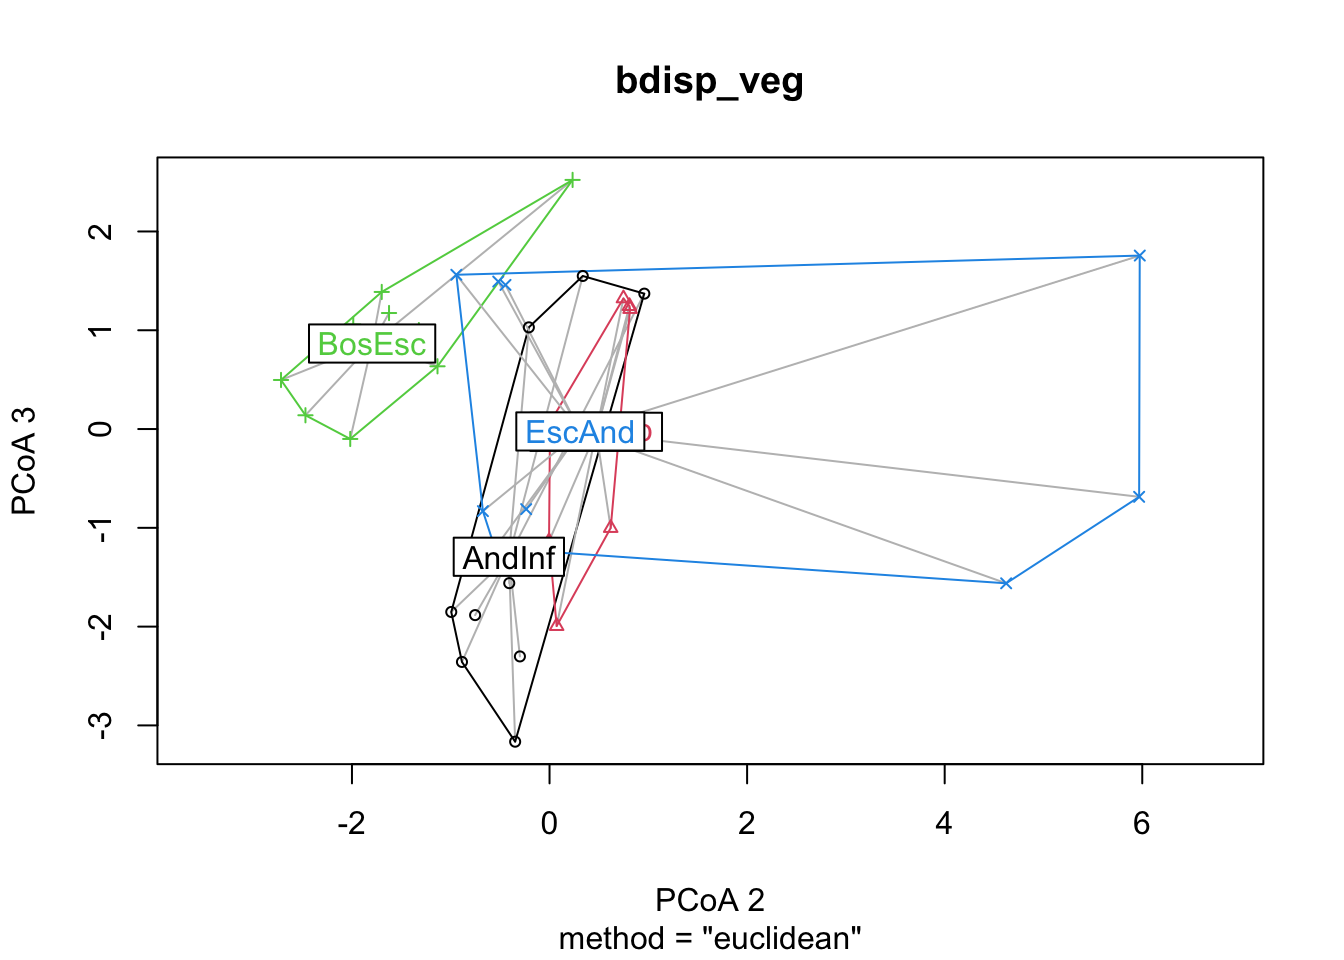 bdisp_veg
PCoA 3
2
1
0
-1
-2
-3
BosEsc
EscAnd
AndInf
-2
0
2
4
6
PCoA 2
method = "euclidean"